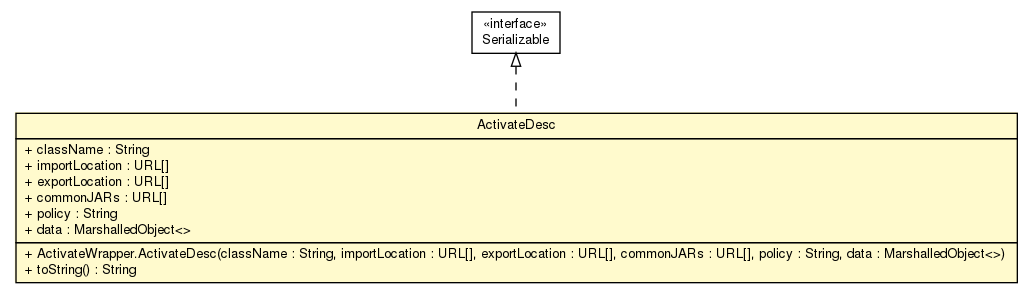 «interface»
Serializable
ActivateDesc
+ className : String
+ importLocation : URL[]
+ exportLocation : URL[]
+ commonJARs : URL[]
+ policy : String
+ data : MarshalledObject<>
+ ActivateWrapper.ActivateDesc(className : String, importLocation : URL[], exportLocation : URL[], commonJARs : URL[], policy : String, data : MarshalledObject<>)
+ toString() : String